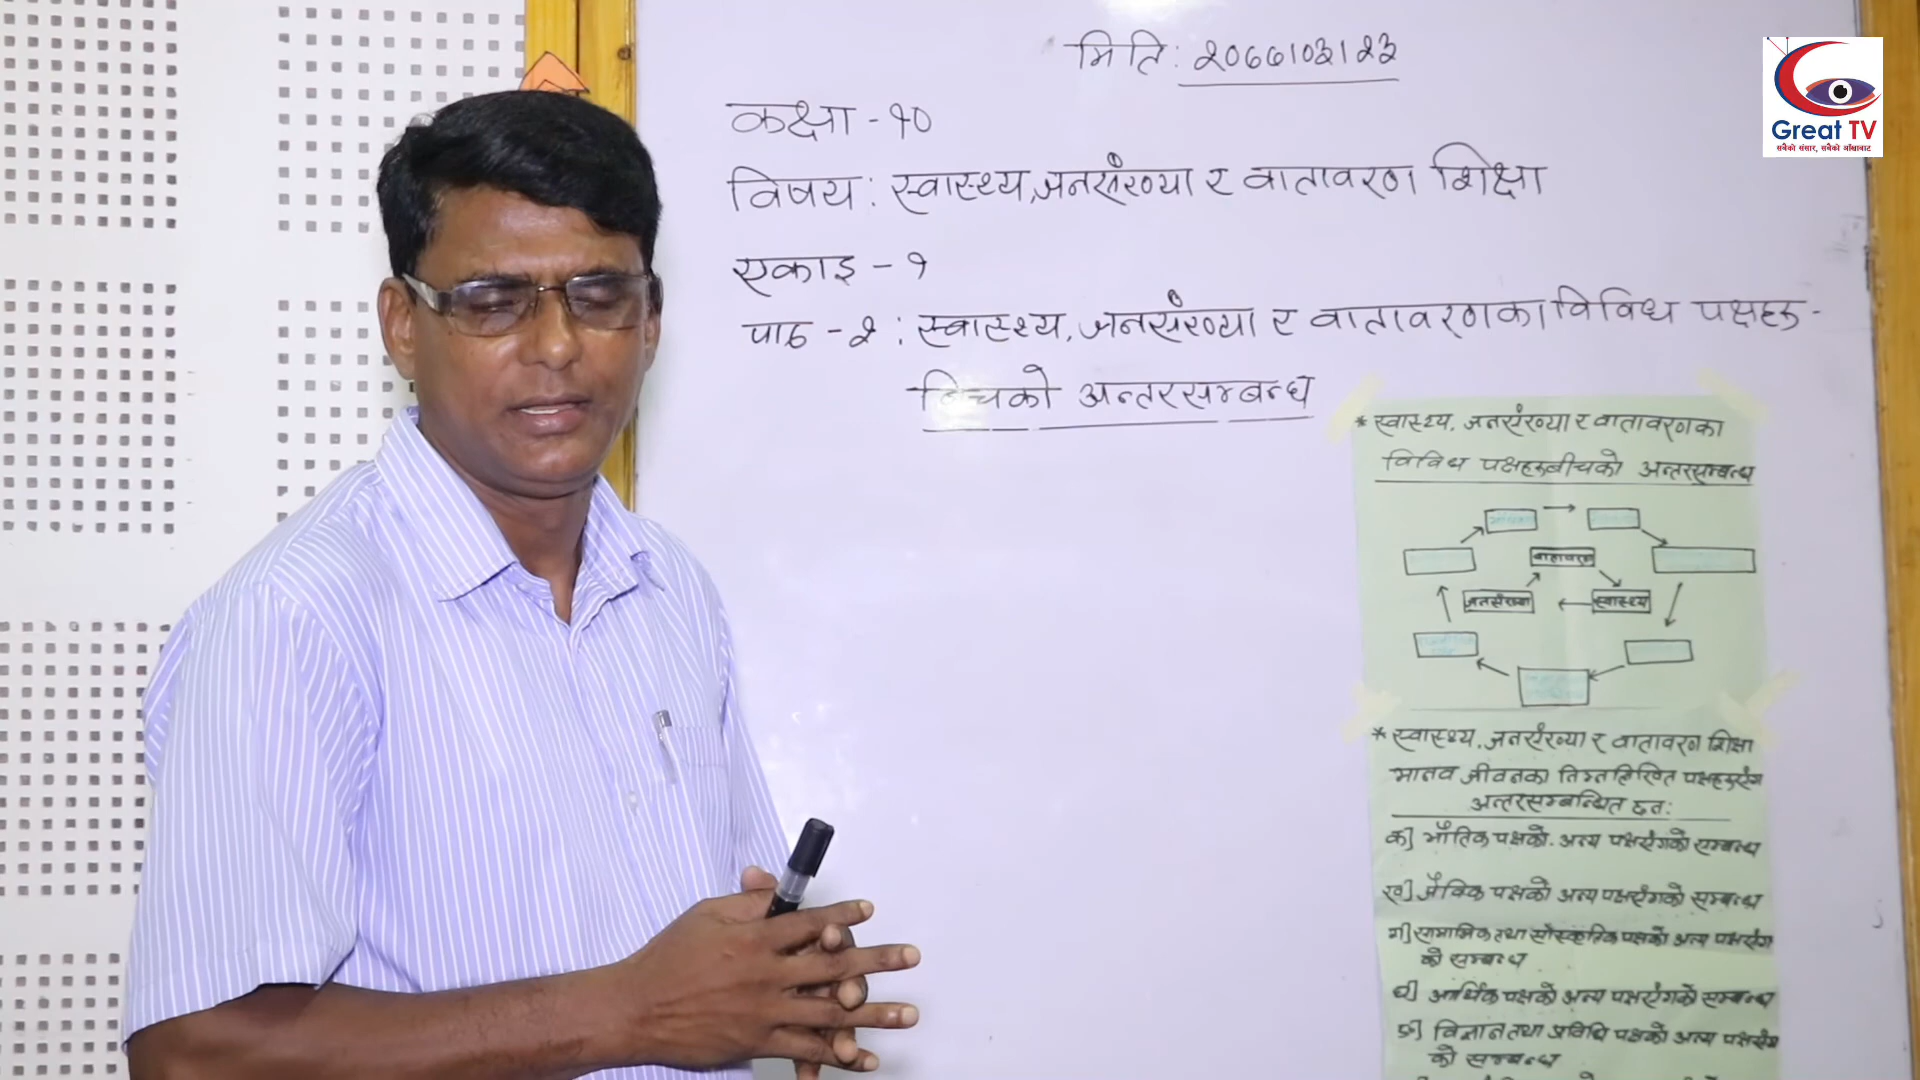 मिति: २०७७।०३।२३
कक्षा - १०
विषय: स्वास्थ्य, जनसंख्या र वातावरण शिक्षा
एकाइ - १
पाठ - २ : स्वास्थ्य, जनसंख्या र वातावरणका विविध पक्षहरु -
बिचको अन्तरसम्बन्ध
Great TV
सबैको संसार, सबैको आँखाबाट
* स्वास्थ्य, जनसंख्या र वातावरणका
विविध पक्षहरुबीचको अन्तरसम्बन्ध
वातावरण
जनसंख्या
स्वास्थ्य
* स्वास्थ्य, जनसंख्या र वातावरण शिक्षा
मानव जीवनका निम्नलिखित पक्षहरुसंग
अन्तरसम्बन्धित छन:
क] भौतिक पक्षको अन्य पक्षसंगको सम्बन्ध
ख] जैविक पक्षको अन्य पक्षसंगको सम्बन्ध
ग] सामाजिक तथा सांस्कृतिक पक्षको अन्य पक्षसंग
को सम्बन्ध
घ] आर्थिक पक्षको अन्य पक्षसंगको सम्बन्ध
ङ] विज्ञान तथा प्रविधि पक्षको अन्य पक्षसंग
को सम्बन्ध